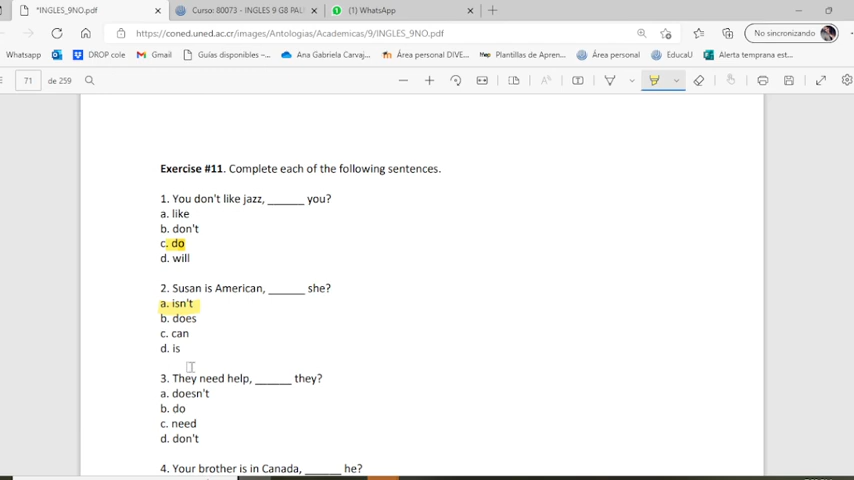 *INGLES_9NO.pdf
Curso: 80073 - INGLES 9 G8 PAL
(1) WhatsApp
https://coned.uned.ac.cr/images/Antologias/Academicas/9/INGLES_9NO.pdf
No sincronizando
Whatsapp
DROP cole
Gmail
Guías disponibles –...
Ana Gabriela Carvaj...
Área personal DIVE...
Plantillas de Apren...
Área personal
EducaU
Alerta temprana est...
71 de 259
Exercise #11. Complete each of the following sentences.
1. You don't like jazz, ______ you?
a. like
b. don't
c. do
d. will
2. Susan is American, ______ she?
a. isn't
b. does
c. can
d. is
3. They need help, ______ they?
a. doesn't
b. do
c. need
d. don't
4. Your brother is in Canada, ______ he?